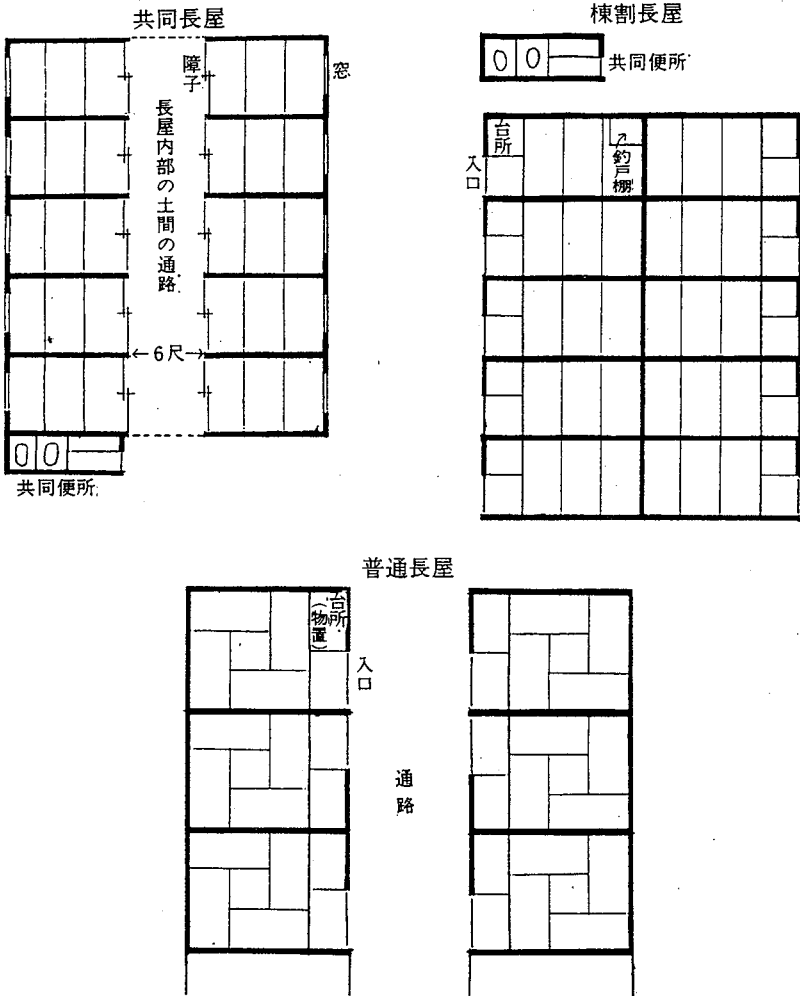 共同長屋
障子
窓
長屋内部の土間の通路
←6尺→
共同便所
棟割長屋
共同便所
台所
入口
釣戸棚
普通長屋
台所
(物置)
入口
通路